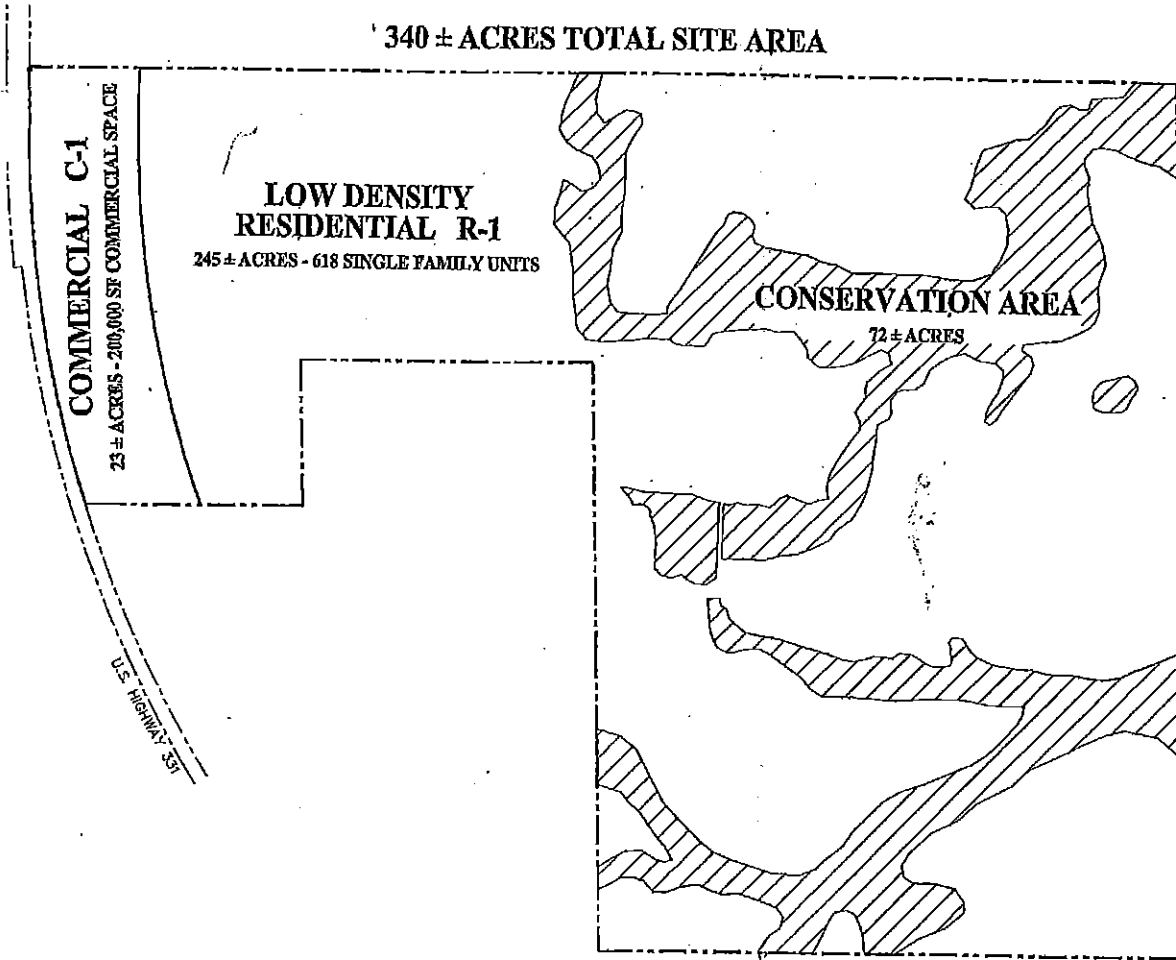 340 ± ACRES TOTAL SITE AREA
COMMERCIAL C-1
23 ± ACRES - 200,000 SF COMMERCIAL SPACE
LOW DENSITY
RESIDENTIAL R-1
245 ± ACRES - 618 SINGLE FAMILY UNITS
CONSERVATION AREA
72 ± ACRES
U.S. HIGHWAY 331